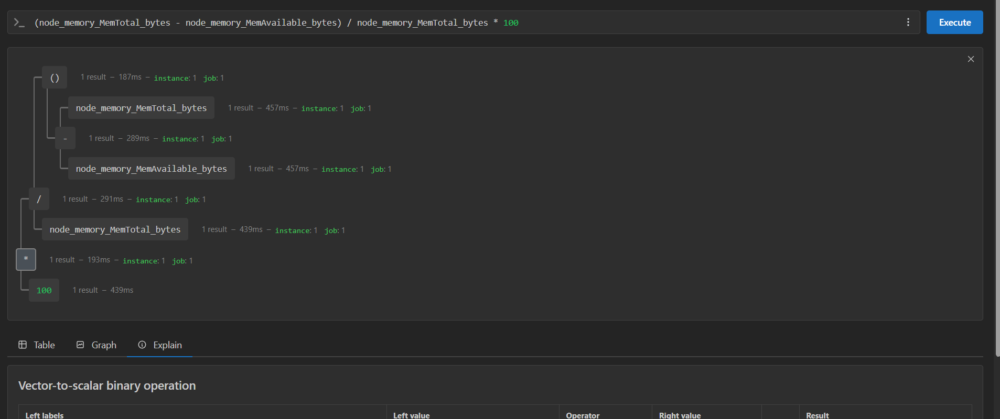 (node_memory_MemTotal_bytes - node_memory_MemAvailable_bytes) / node_memory_MemTotal_bytes * 100
Execute
() 1 result – 187ms – instance: 1 job: 1
node_memory_MemTotal_bytes 1 result – 457ms – instance: 1 job: 1
- 1 result – 289ms – instance: 1 job: 1
node_memory_MemAvailable_bytes 1 result – 457ms – instance: 1 job: 1
/ 1 result – 291ms – instance: 1 job: 1
node_memory_MemTotal_bytes 1 result – 439ms – instance: 1 job: 1
* 1 result – 193ms – instance: 1 job: 1
100 1 result – 439ms
Table Graph Explain
Vector-to-scalar binary operation
Left labels Left value Operator Right value Result